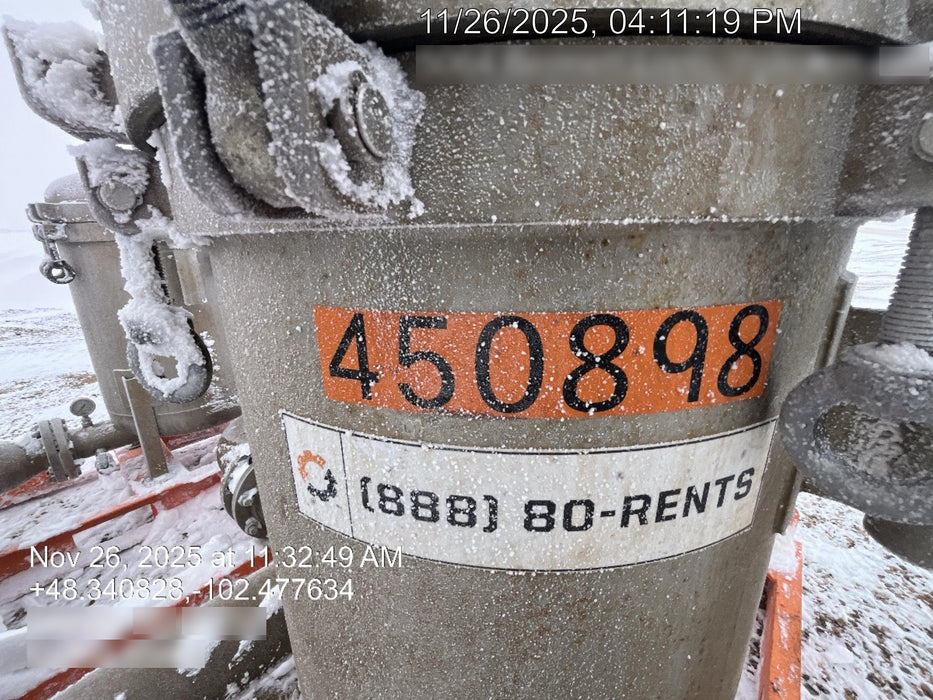 11/26/2025, 04:11:19 PM
450898
(888) 80-RENTS
Nov 26, 2025 at 11:32:49 AM
+48.340828,-102.477634